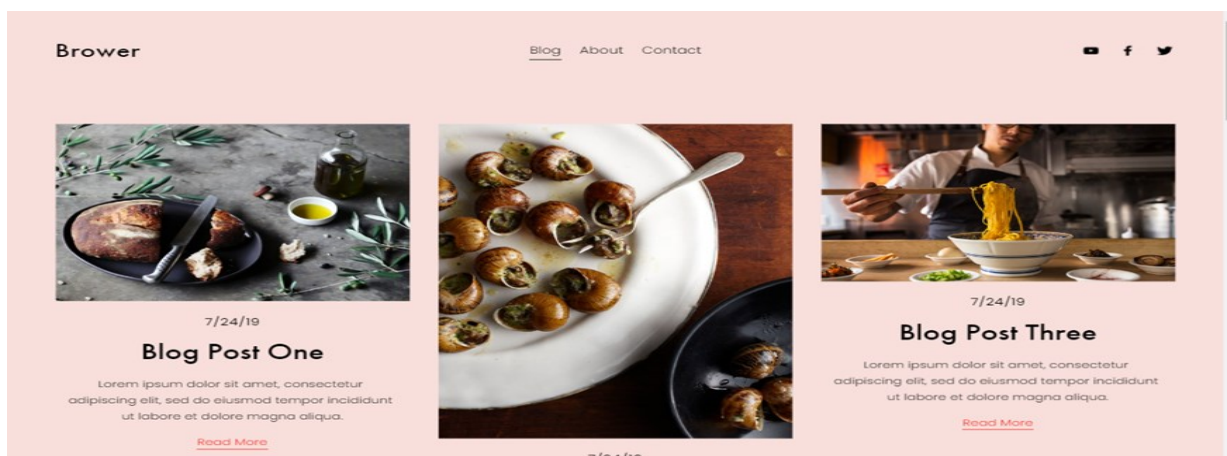 Brower
Blog About Contact
7/24/19
Blog Post One
Lorem ipsum dolor sit amet, consectetur
adipiscing elit, sed do eiusmod tempor incididunt
ut labore et dolore magna aliqua.
Read More
7/24/19
Blog Post Three
Lorem ipsum dolor sit amet, consectetur
adipiscing elit, sed do eiusmod tempor incididunt
ut labore et dolore magna aliqua.
Read More